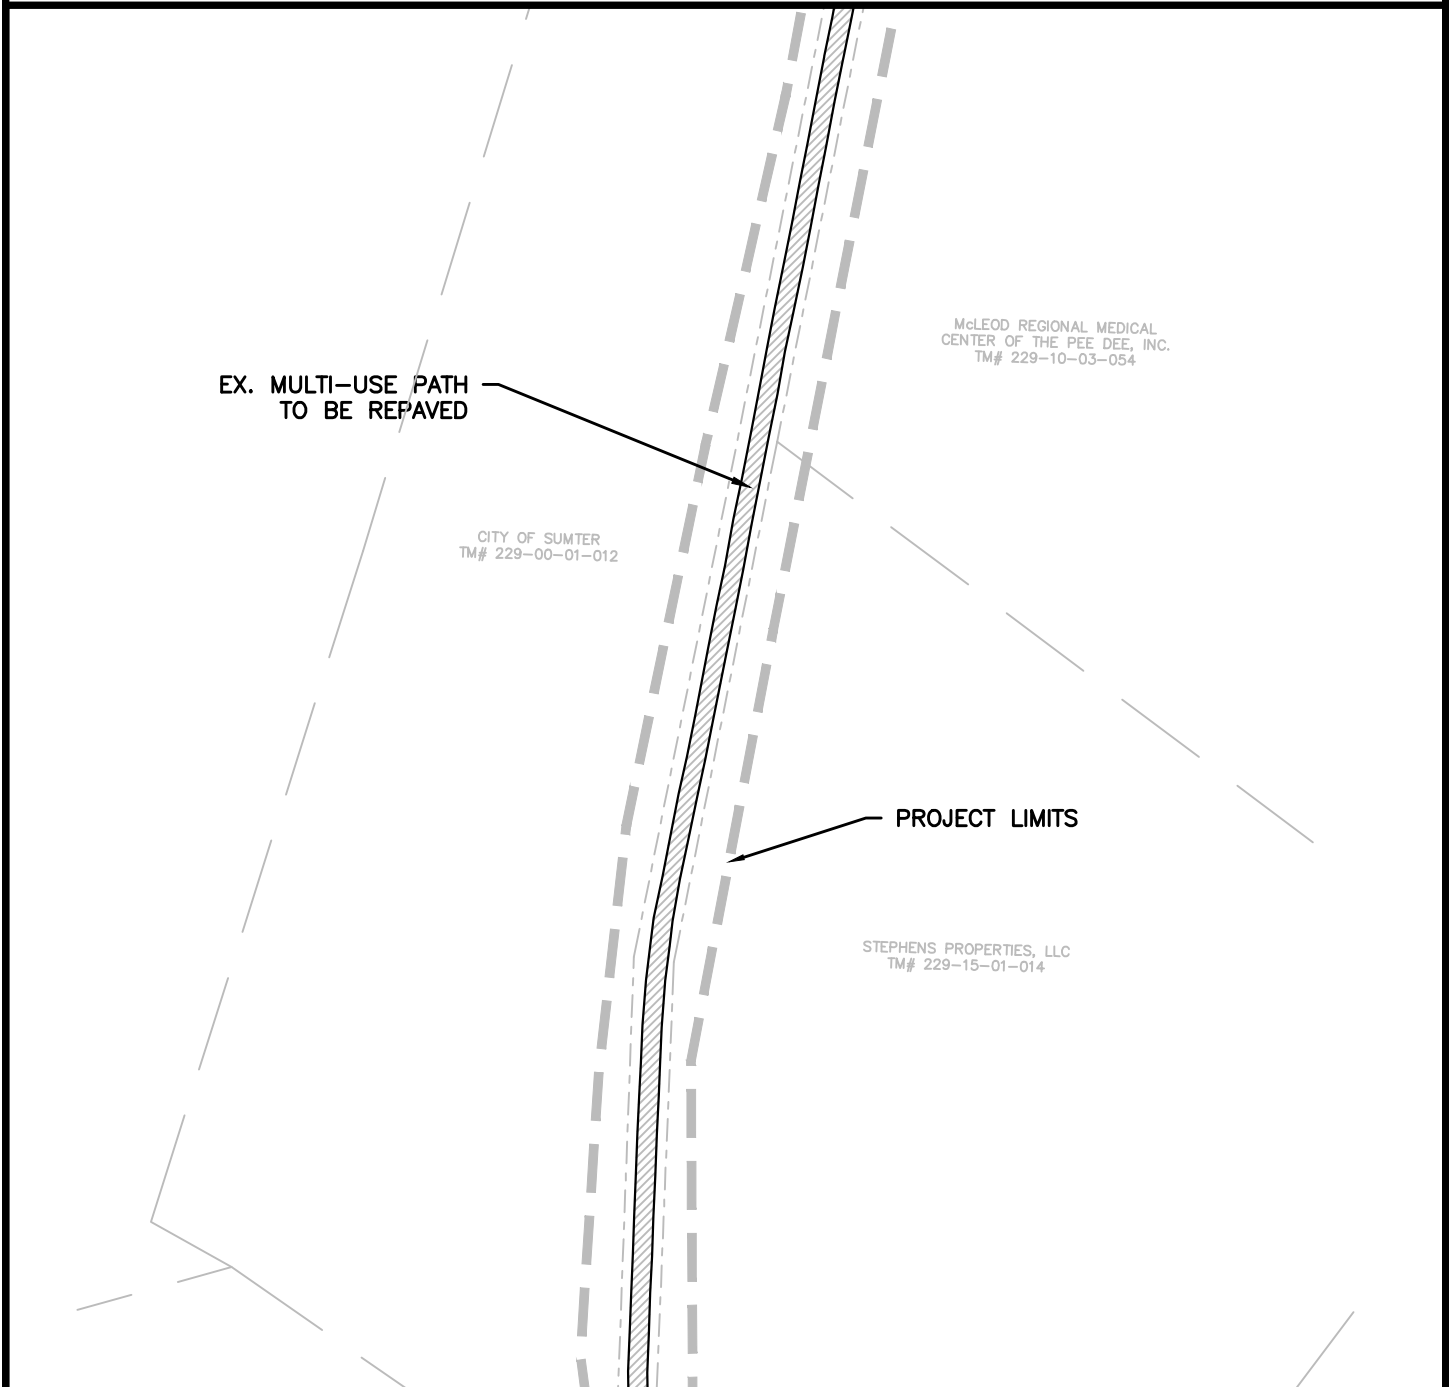 McLEOD REGIONAL MEDICAL
CENTER OF THE PEE DEE, INC.
TM# 229-10-03-054
EX. MULTI-USE PATH
TO BE REPAVED
CITY OF SUMTER
TM# 229-00-01-012
PROJECT LIMITS
STEPHENS PROPERTIES, LLC
TM# 229-15-01-014